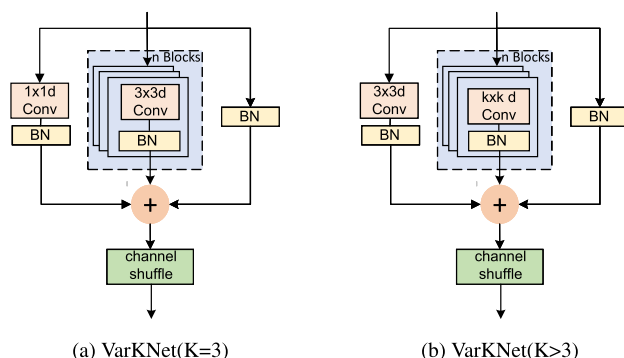 n Blocks
1x1d
Conv
BN
3x3d
Conv
BN
BN
+
channel
shuffle
(a) VarKNet(K=3)
n Blocks
3x3d
Conv
BN
kxk d
Conv
BN
BN
+
channel
shuffle
(b) VarKNet(K>3)